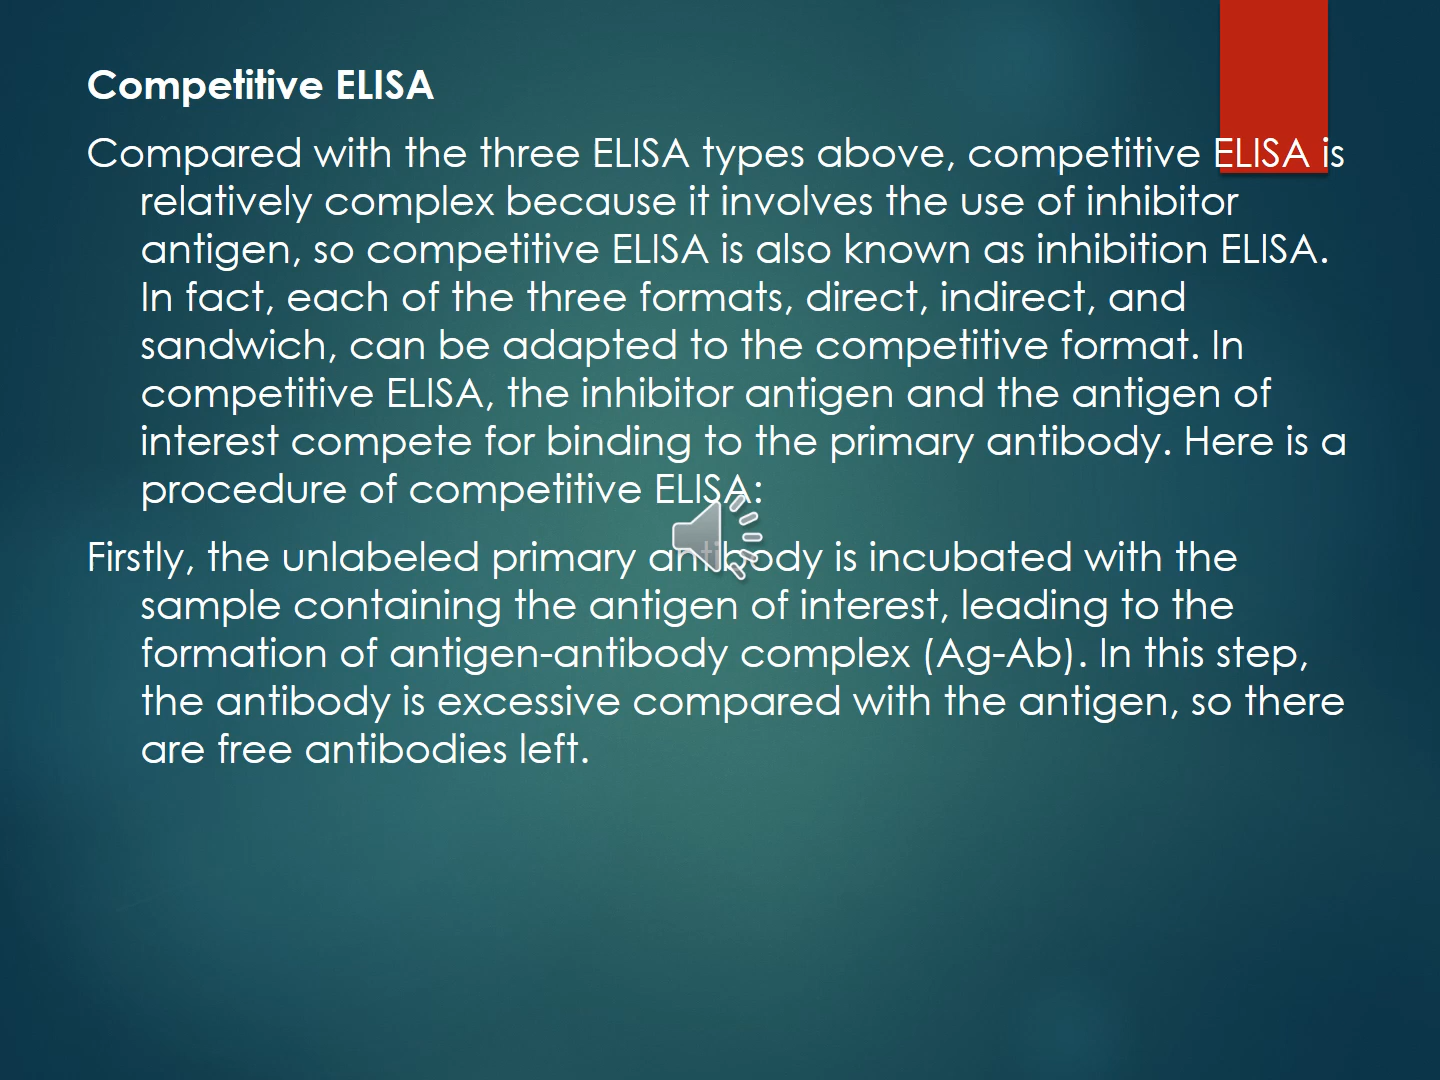 Competitive ELISA
Compared with the three ELISA types above, competitive ELISA is
relatively complex because it involves the use of inhibitor
antigen, so competitive ELISA is also known as inhibition ELISA.
In fact, each of the three formats, direct, indirect, and
sandwich, can be adapted to the competitive format. In
competitive ELISA, the inhibitor antigen and the antigen of
interest compete for binding to the primary antibody. Here is a
procedure of competitive ELISA:
Firstly, the unlabeled primary antibody is incubated with the
sample containing the antigen of interest, leading to the
formation of antigen-antibody complex (Ag-Ab). In this step,
the antibody is excessive compared with the antigen, so there
are free antibodies left.